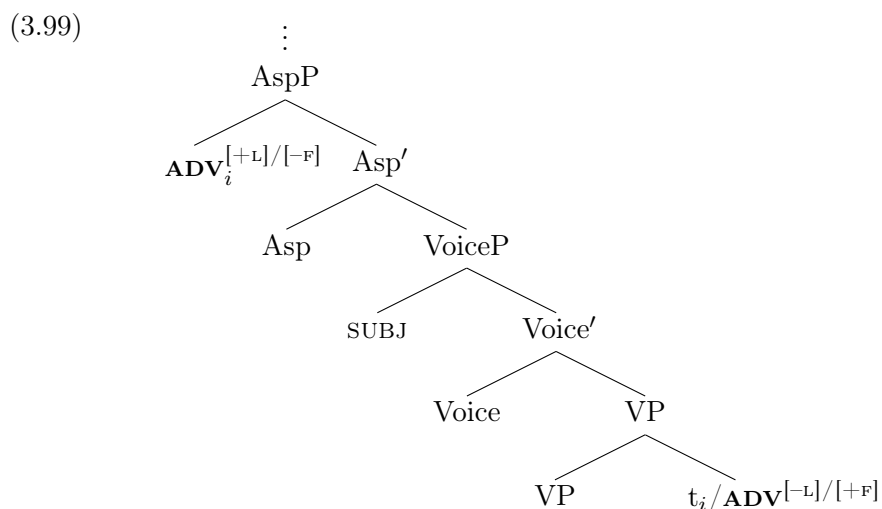 (3.99)
⋮
AspP
ADV_i^[+L]/[–F] Asp′
Asp VoiceP
SUBJ Voice′
Voice VP
VP t_i/ADV^[–L]/[+F]